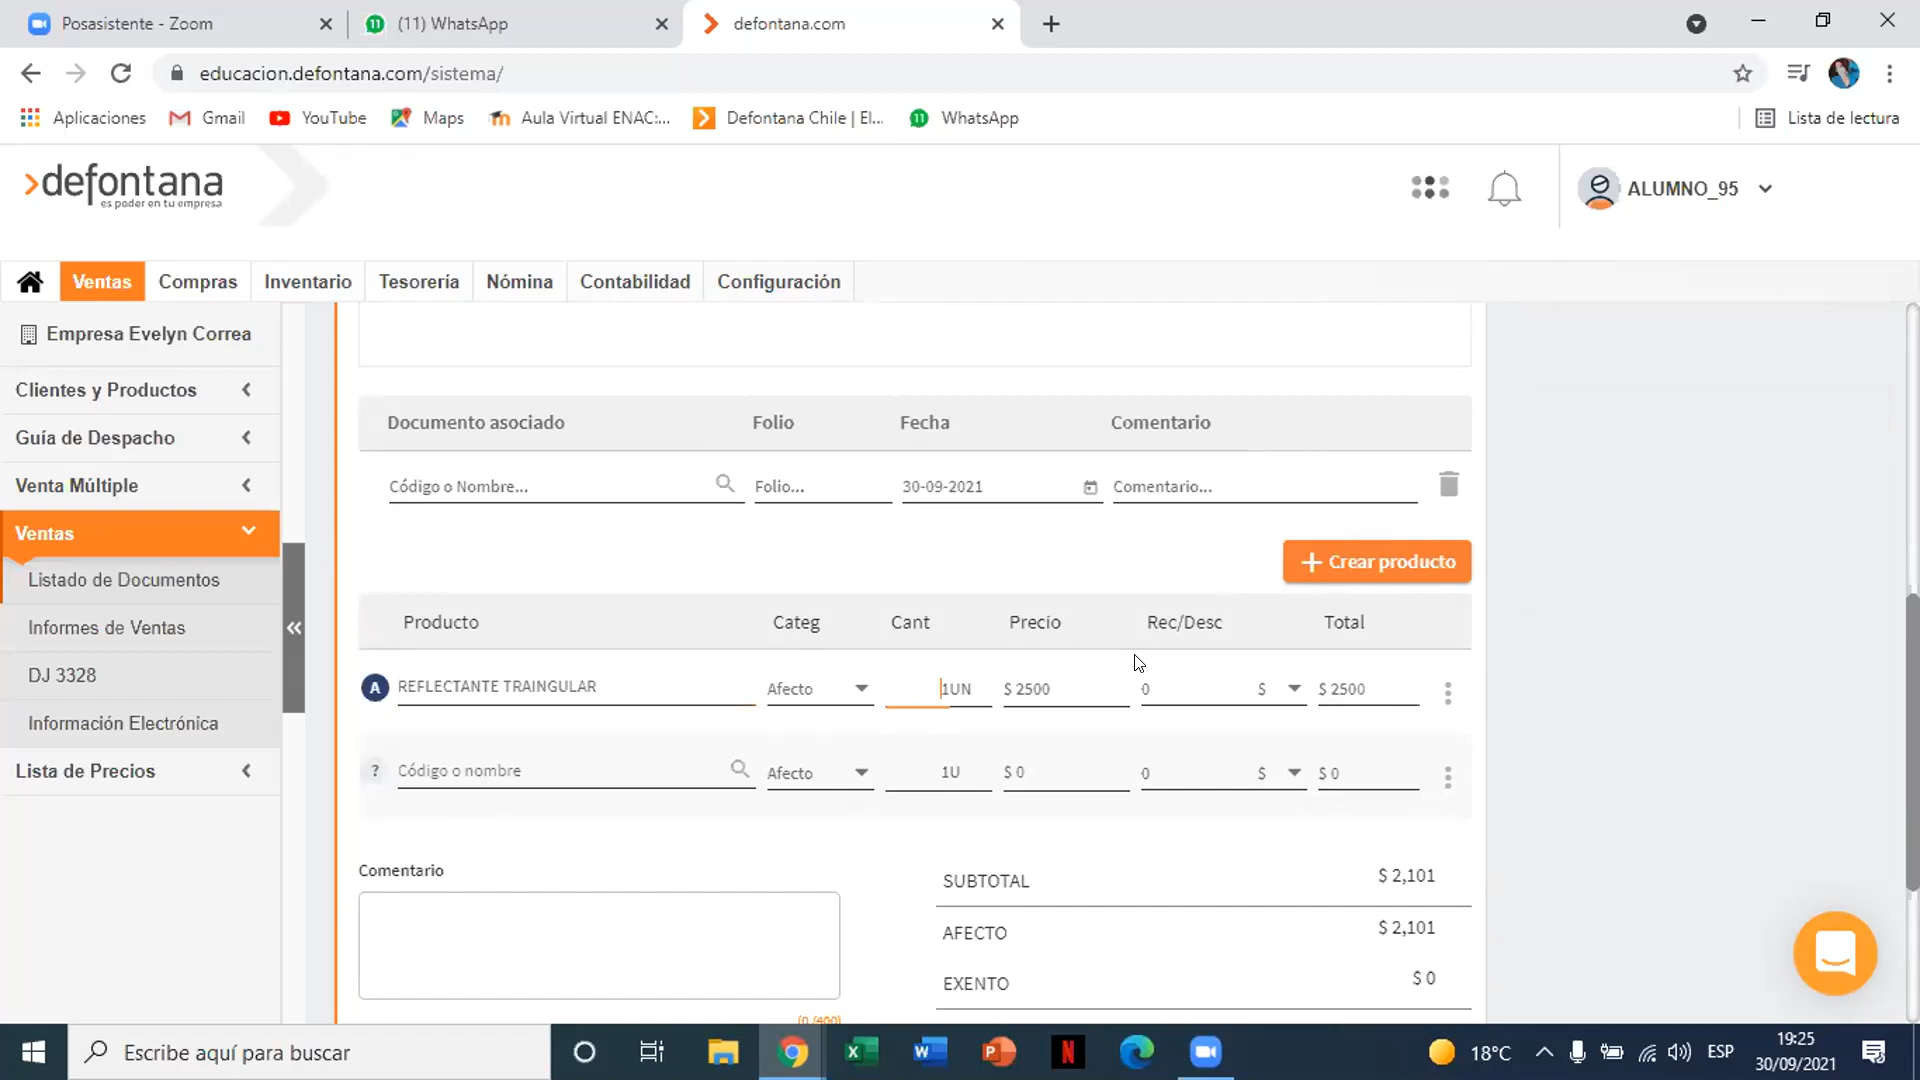 Posasistente - Zoom
(11) WhatsApp
defontana.com
educacion.defontana.com/sistema/
Aplicaciones
Gmail
YouTube
Maps
Aula Virtual ENAC:...
Defontana Chile | El...
11
WhatsApp
Lista de lectura
defontana
es poder en tu empresa
ALUMNO_95
Ventas
Compras
Inventario
Tesorería
Nómina
Contabilidad
Configuración
Empresa Evelyn Correa
Clientes y Productos
Guía de Despacho
Venta Múltiple
Ventas
Listado de Documentos
Informes de Ventas
DJ 3328
Información Electrónica
Lista de Precios
Documento asociado Folio Fecha Comentario
Código o Nombre... Folio... 30-09-2021 Comentario...
+ Crear producto
Producto Categ Cant Precio Rec/Desc Total
A REFLECTANTE TRAINGULAR Afecto 1UN $ 2500 0 $ $ 2500
? Código o nombre Afecto 1U $ 0 0 $ $ 0
Comentario
(0 /400)
SUBTOTAL $ 2,101
AFECTO $ 2,101
EXENTO $ 0
Escribe aquí para buscar
18°C
ESP
19:25
30/09/2021